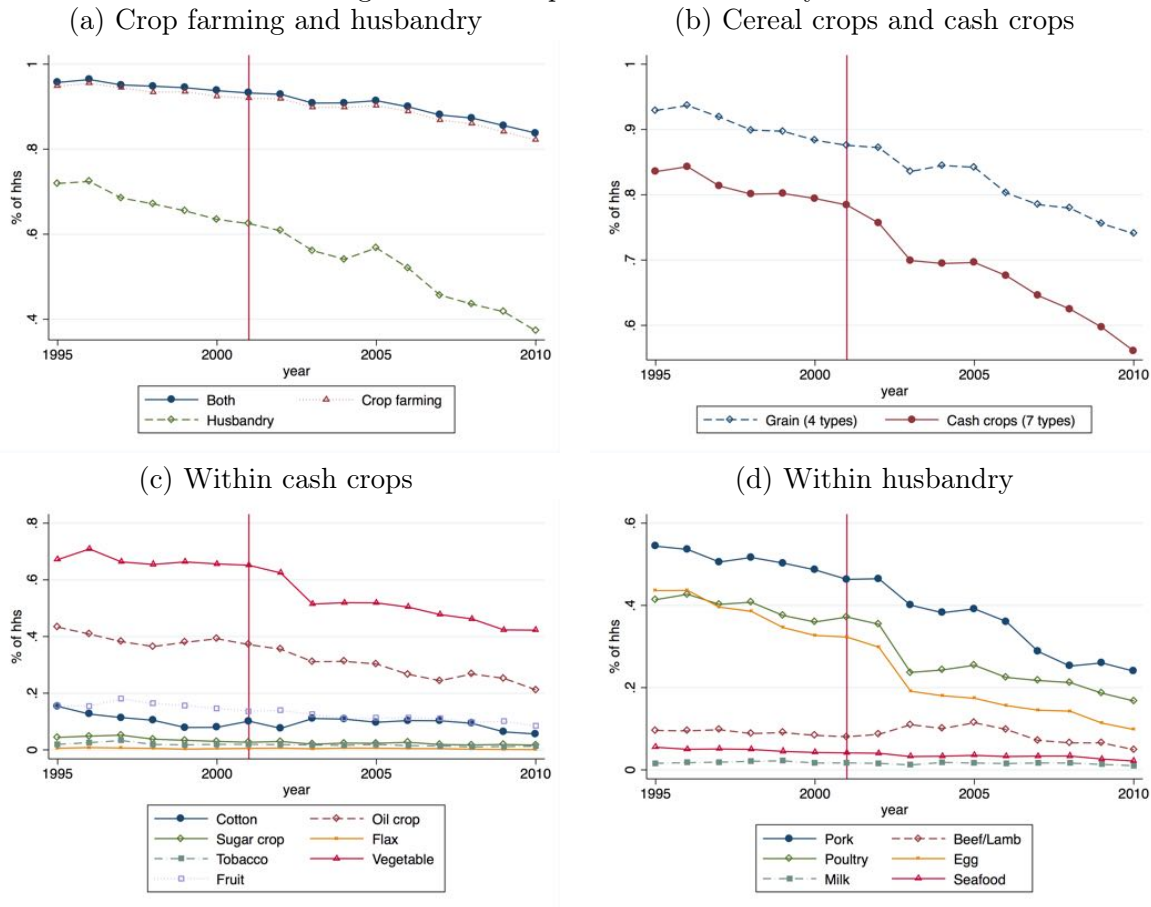 (a) Crop farming and husbandry
(b) Cereal crops and cash crops
1
.8
.6
.4
% of hhs
1995
2000
2005
2010
year
Both
Crop farming
Husbandry
1
.9
.8
.7
.6
% of hhs
1995
2000
2005
2010
year
Grain (4 types)
Cash crops (7 types)
(c) Within cash crops
(d) Within husbandry
.8
.6
.4
.2
0
% of hhs
1995
2000
2005
2010
year
Cotton
Oil crop
Sugar crop
Flax
Tobacco
Vegetable
Fruit
.6
.4
.2
0
% of hhs
1995
2000
2005
2010
year
Pork
Beef/Lamb
Poultry
Egg
Milk
Seafood